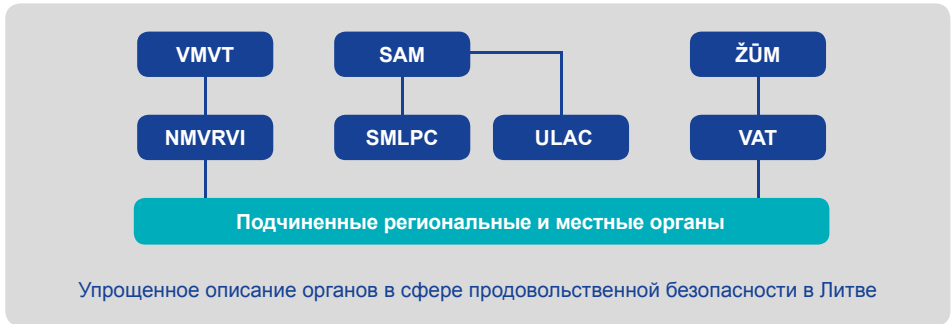 VMVT
SAM
ŽŪM
NMVRVI
SMLPC
ULAC
VAT
Подчиненные региональные и местные органы
Упрощенное описание органов в сфере продовольственной безопасности в Литве